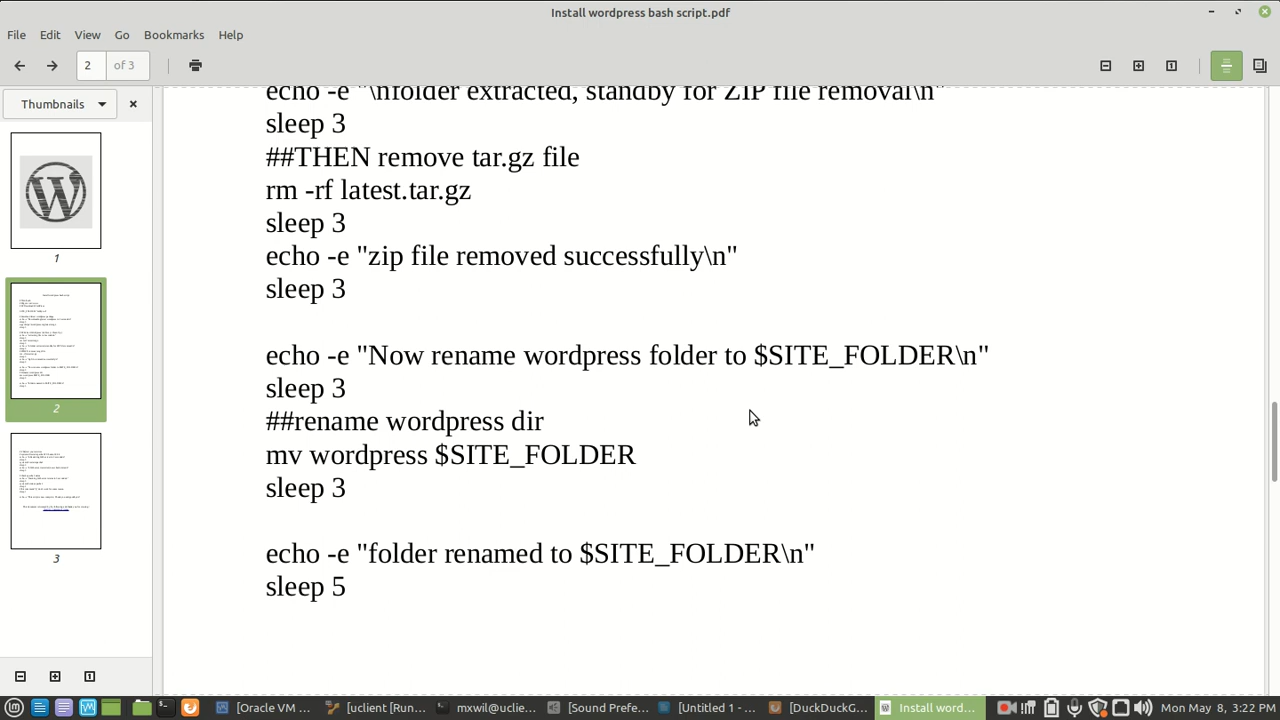 Install wordpress bash script.pdf
File Edit View Go Bookmarks Help
2 of 3
Thumbnails
1
2
3
echo -e "\nfolder extracted, standby for ZIP file removal\n"
sleep 3
##THEN remove tar.gz file
rm -rf latest.tar.gz
sleep 3
echo -e "zip file removed successfully\n"
sleep 3
echo -e "Now rename wordpress folder to $SITE_FOLDER\n"
sleep 3
##rename wordpress dir
mv wordpress $SITE_FOLDER
sleep 3
echo -e "folder renamed to $SITE_FOLDER\n"
sleep 5
[Oracle VM ... [uclient [Run... mxwil@uclie... [Sound Prefe... [Untitled 1 - ... [DuckDuckG... Install word... Mon May 8, 3:22 PM